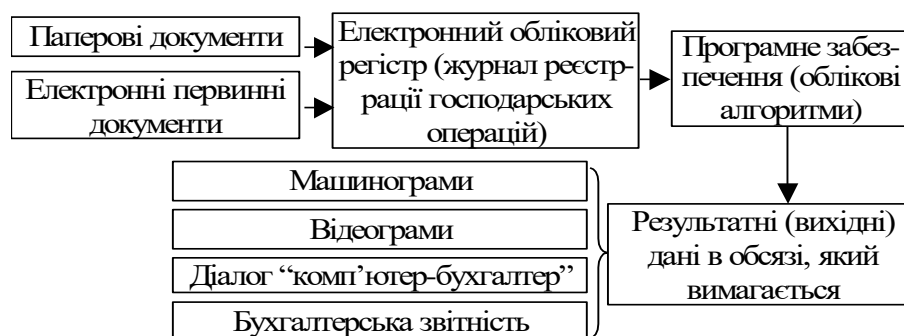 Паперові документи
Електронні первинні
документи
Електронний обліковий
регістр (журнал реєст-
рації господарських
операцій)
Програмне забез-
печення (облікові
алгоритми)
Машинограми
Відеограми
Діалог “комп’ютер-бухгалтер”
Бухгалтерська звітність
Результатні (вихідні)
дані в обсязі, який
вимагається